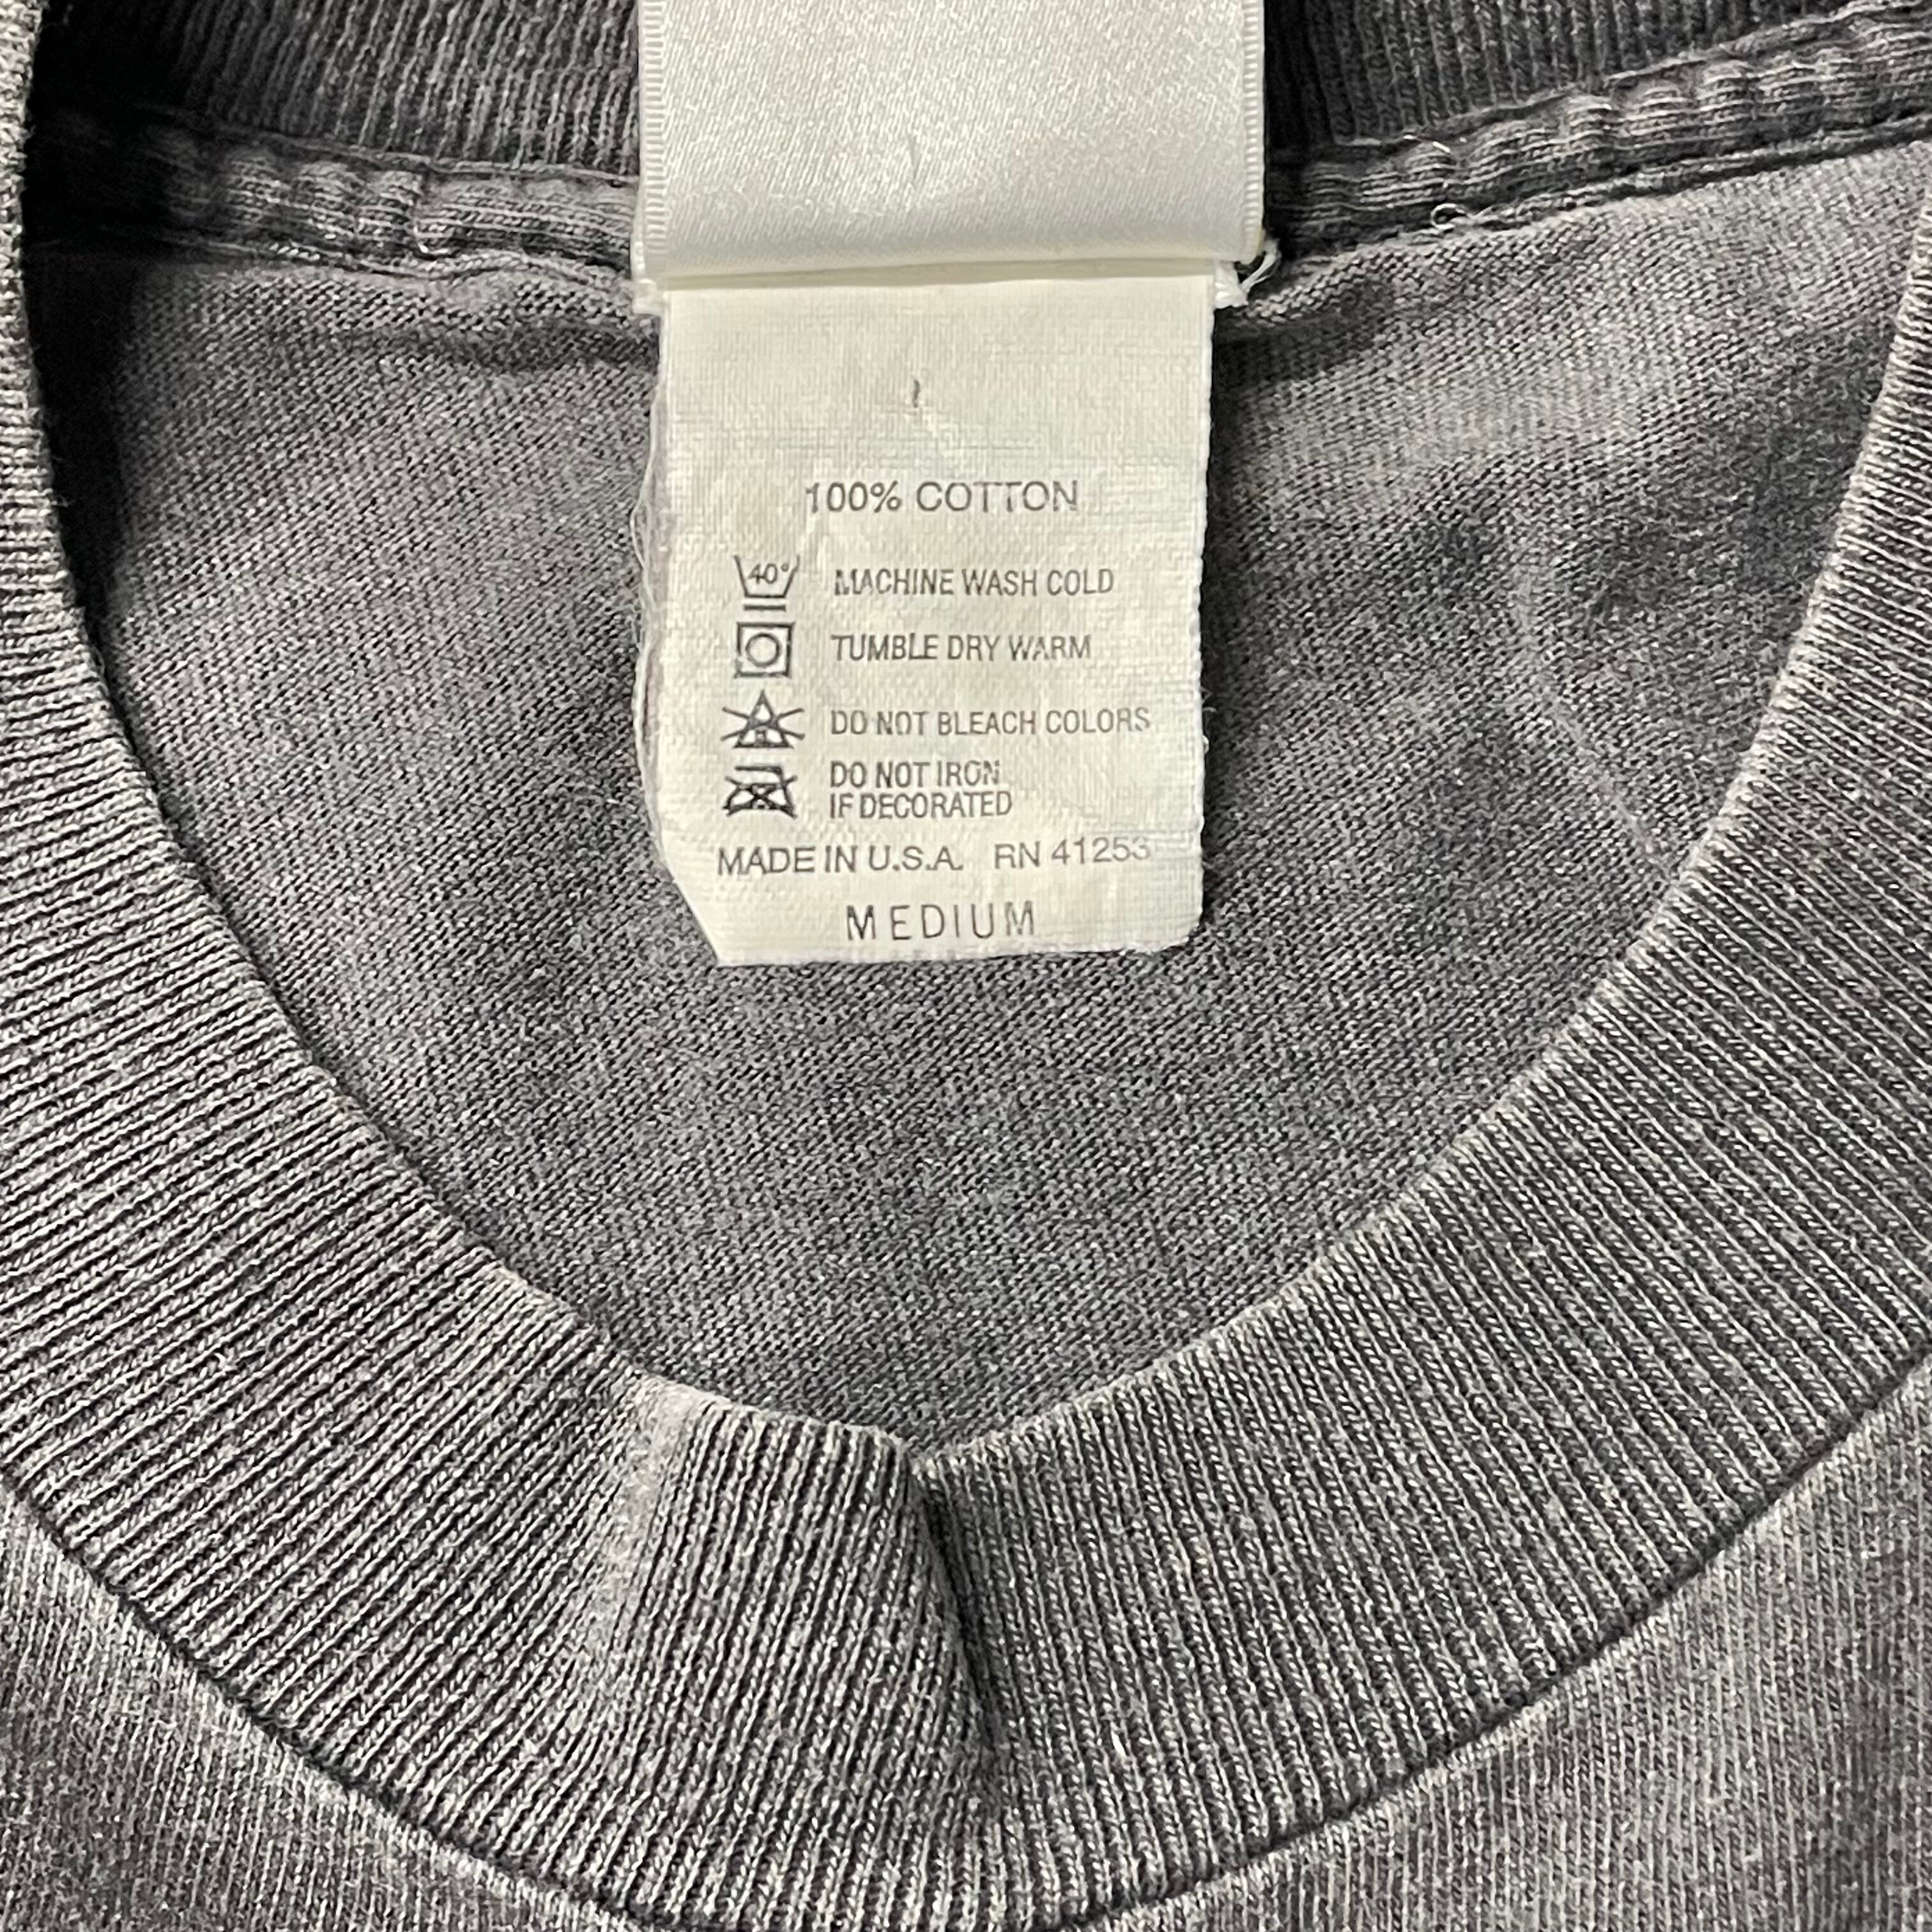 100% COTTON
40° MACHINE WASH COLD
TUMBLE DRY WARM
DO NOT BLEACH COLORS
DO NOT IRON
IF DECORATED
MADE IN U.S.A. RN 41253
MEDIUM